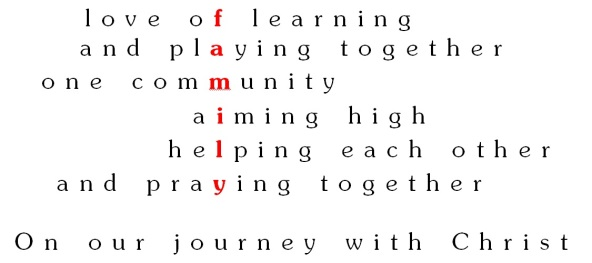 love of learning
and playing together
one community
aiming high
helping each other
and praying together
On our journey with Christ